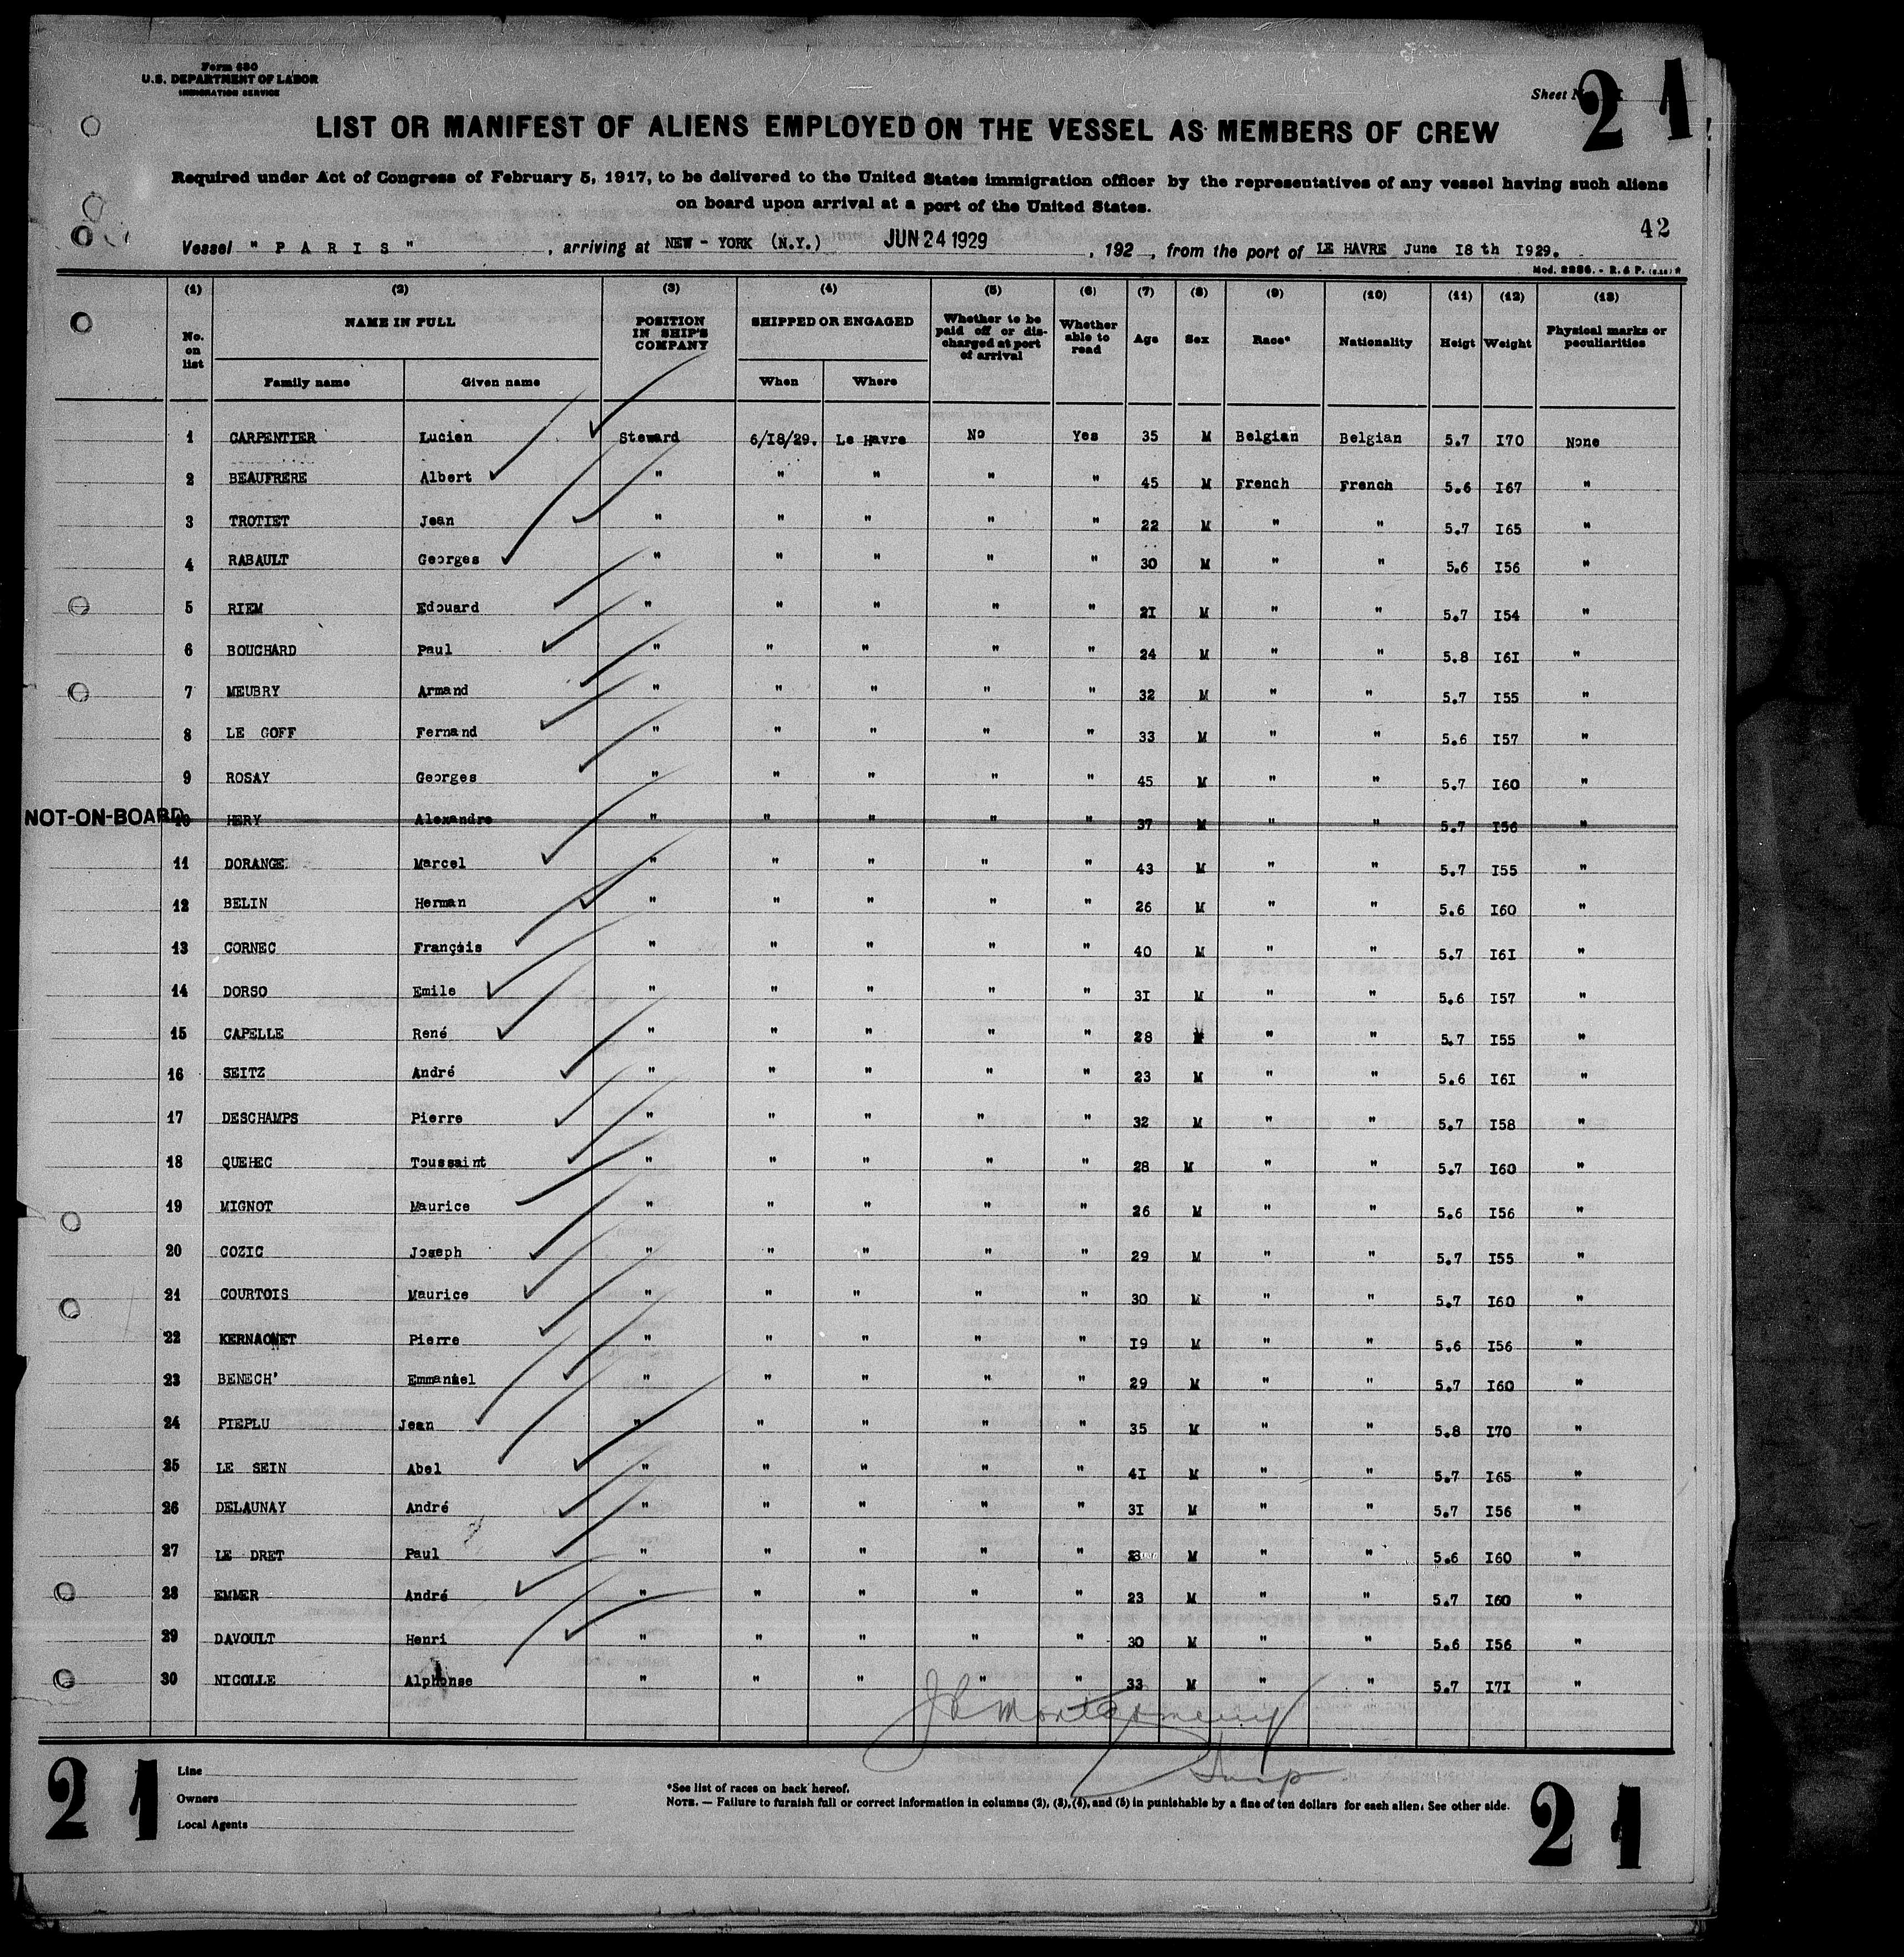 Form 680
U.S. DEPARTMENT OF LABOR
IMMIGRATION SERVICE
Sheet
21
LIST OR MANIFEST OF ALIENS EMPLOYED ON THE VESSEL AS MEMBERS OF CREW
Required under Act of Congress of February 5, 1917, to be delivered to the United States immigration officer by the representatives of any vessel having such aliens
on board upon arrival at a port of the United States.
42
Vessel " P A R I S " , arriving at NEW - YORK (N.Y.) JUN 24 1929 , 192 , from the port of LE HAVRE June I8 th I929.
Mod. 2286. - R. & P.
(1) (2) (3) (4) (5) (6) (7) (8) (9) (10) (11) (12) (13)
No. on list NAME IN FULL POSITION IN SHIP'S COMPANY SHIPPED OR ENGAGED Whether to be paid off or discharged at port of arrival Whether able to read Age Sex Race* Nationality Heigt Weight Physical marks or peculiarities
Family name Given name When Where
1 CARPENTIER Lucien Steward 6/I8/29. Le Havre No Yes 35 M Belgian Belgian 5.7 I70 None
2 BEAUFRERE Albert " " " " " 45 M French French 5.6 I67 "
3 TROTIET Jean " " " " " 22 M " " 5.7 I65 "
4 RABAULT Georges " " " " " 30 M " " 5.6 I56 "
5 RIEM Edouard " " " " " 2I M " " 5.7 I54 "
6 BOUCHARD Paul " " " " " 24 M " " 5.8 I6I "
7 MEUBRY Armand " " " " " 32 M " " 5.7 I55 "
8 LE GOFF Fernand " " " " " 33 M " " 5.6 I57 "
9 ROSAY Georges " " " " " 45 M " " 5.7 I60 "
NOT-ON-BOARD 10 HERY Alexandre " " " " " 37 M " " 5.7 I56 "
11 DORANGE Marcel " " " " " 43 M " " 5.7 I55 "
12 BELIN Herman " " " " " 26 M " " 5.6 I60 "
13 CORNEC François " " " " " 40 M " " 5.7 I6I "
14 DORSO Emile " " " " " 3I M " " 5.6 I57 "
15 CAPELLE René " " " " " 28 M " " 5.7 I55 "
16 SEITZ André " " " " " 23 M " " 5.6 I6I "
17 DESCHAMPS Pierre " " " " " 32 M " " 5.7 I58 "
18 QUEHEC Toussaint " " " " " 28 M " " 5.7 I60 "
19 MIGNOT Maurice " " " " " 26 M " " 5.6 I56 "
20 COZIC Joseph " " " " " 29 M " " 5.7 I55 "
21 COURTOIS Maurice " " " " " 30 M " " 5.7 I60 "
22 Pierre " " " " " I9 M " " 5.6 I56 "
23 BENECH' Emmanuel " " " " " 29 M " " 5.7 I60 "
24 PIEPLU Jean " " " " " 35 M " " 5.8 I70 "
25 LE SEIN Abel " " " " " 4I M " " 5.7 I65 "
26 DELAUNAY André " " " " " 3I M " " 5.7 I56 "
27 LE DRET Paul " " " " " M " " 5.6 I60 "
28 EMMER André " " " " " 23 M " " 5.7 I60 "
29 DAVOULT Henri " " " " " 30 M " " 5.6 I56 "
30 NICOLLE Alphonse " " " " " 33 M " " 5.7 I7I "
Montgomery
Insp
21
Line
Owners
Local Agents
*See list of races on back hereof.
NOTE. — Failure to furnish full or correct information in columns (2), (3), (4), and (5) in punishable by a fine of ten dollars for each alien. See other side.
21